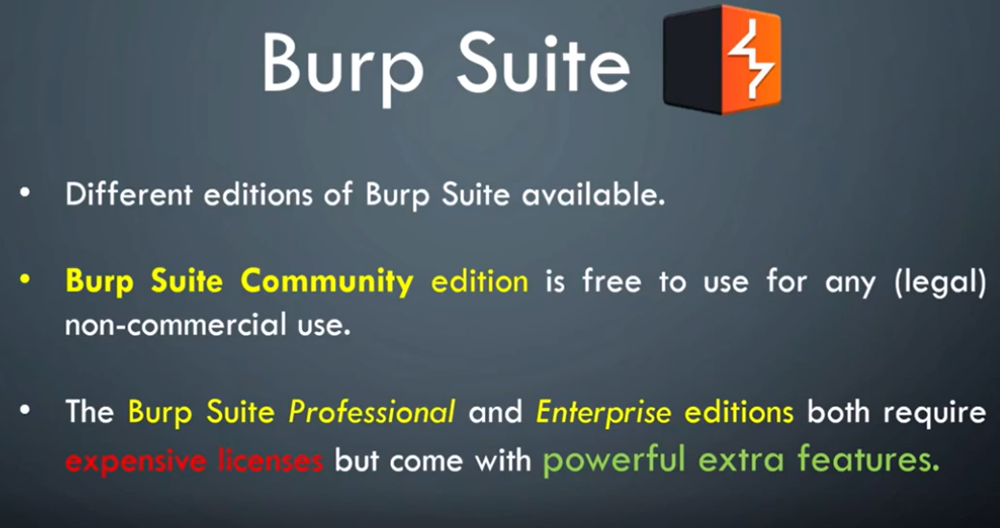 Burp Suite
• Different editions of Burp Suite available.
• Burp Suite Community edition is free to use for any (legal)
non-commercial use.
• The Burp Suite Professional and Enterprise editions both require
expensive licenses but come with powerful extra features.